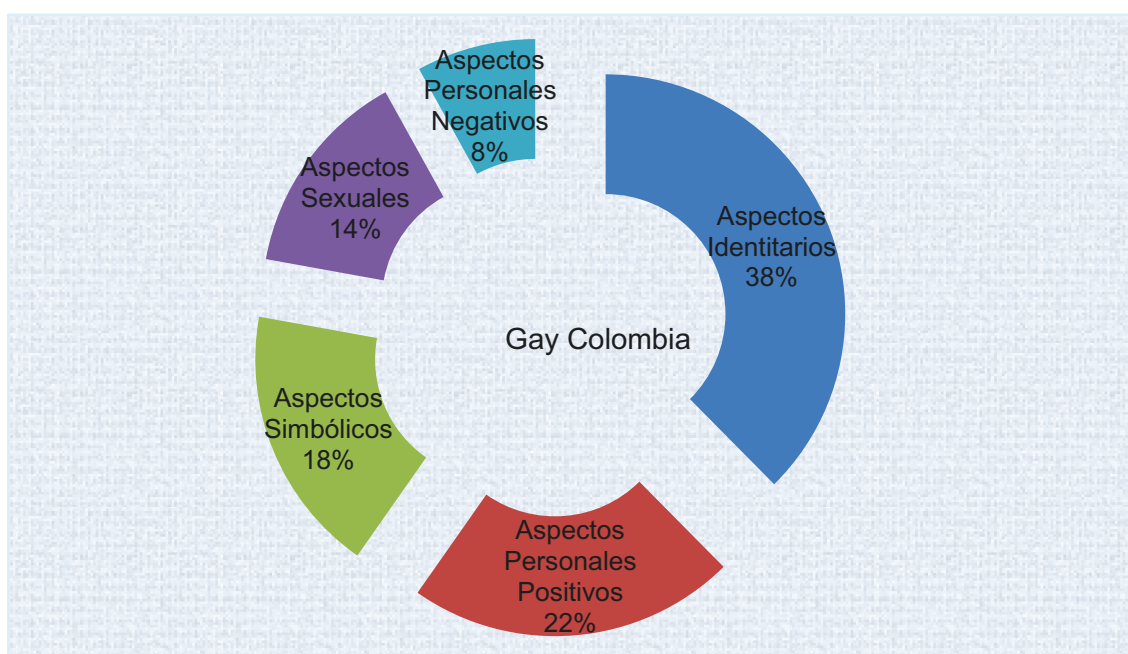 Aspectos
Personales
Negativos
8%
Aspectos
Sexuales
14%
Aspectos
Identitarios
38%
Gay Colombia
Aspectos
Simbólicos
18%
Aspectos
Personales
Positivos
22%